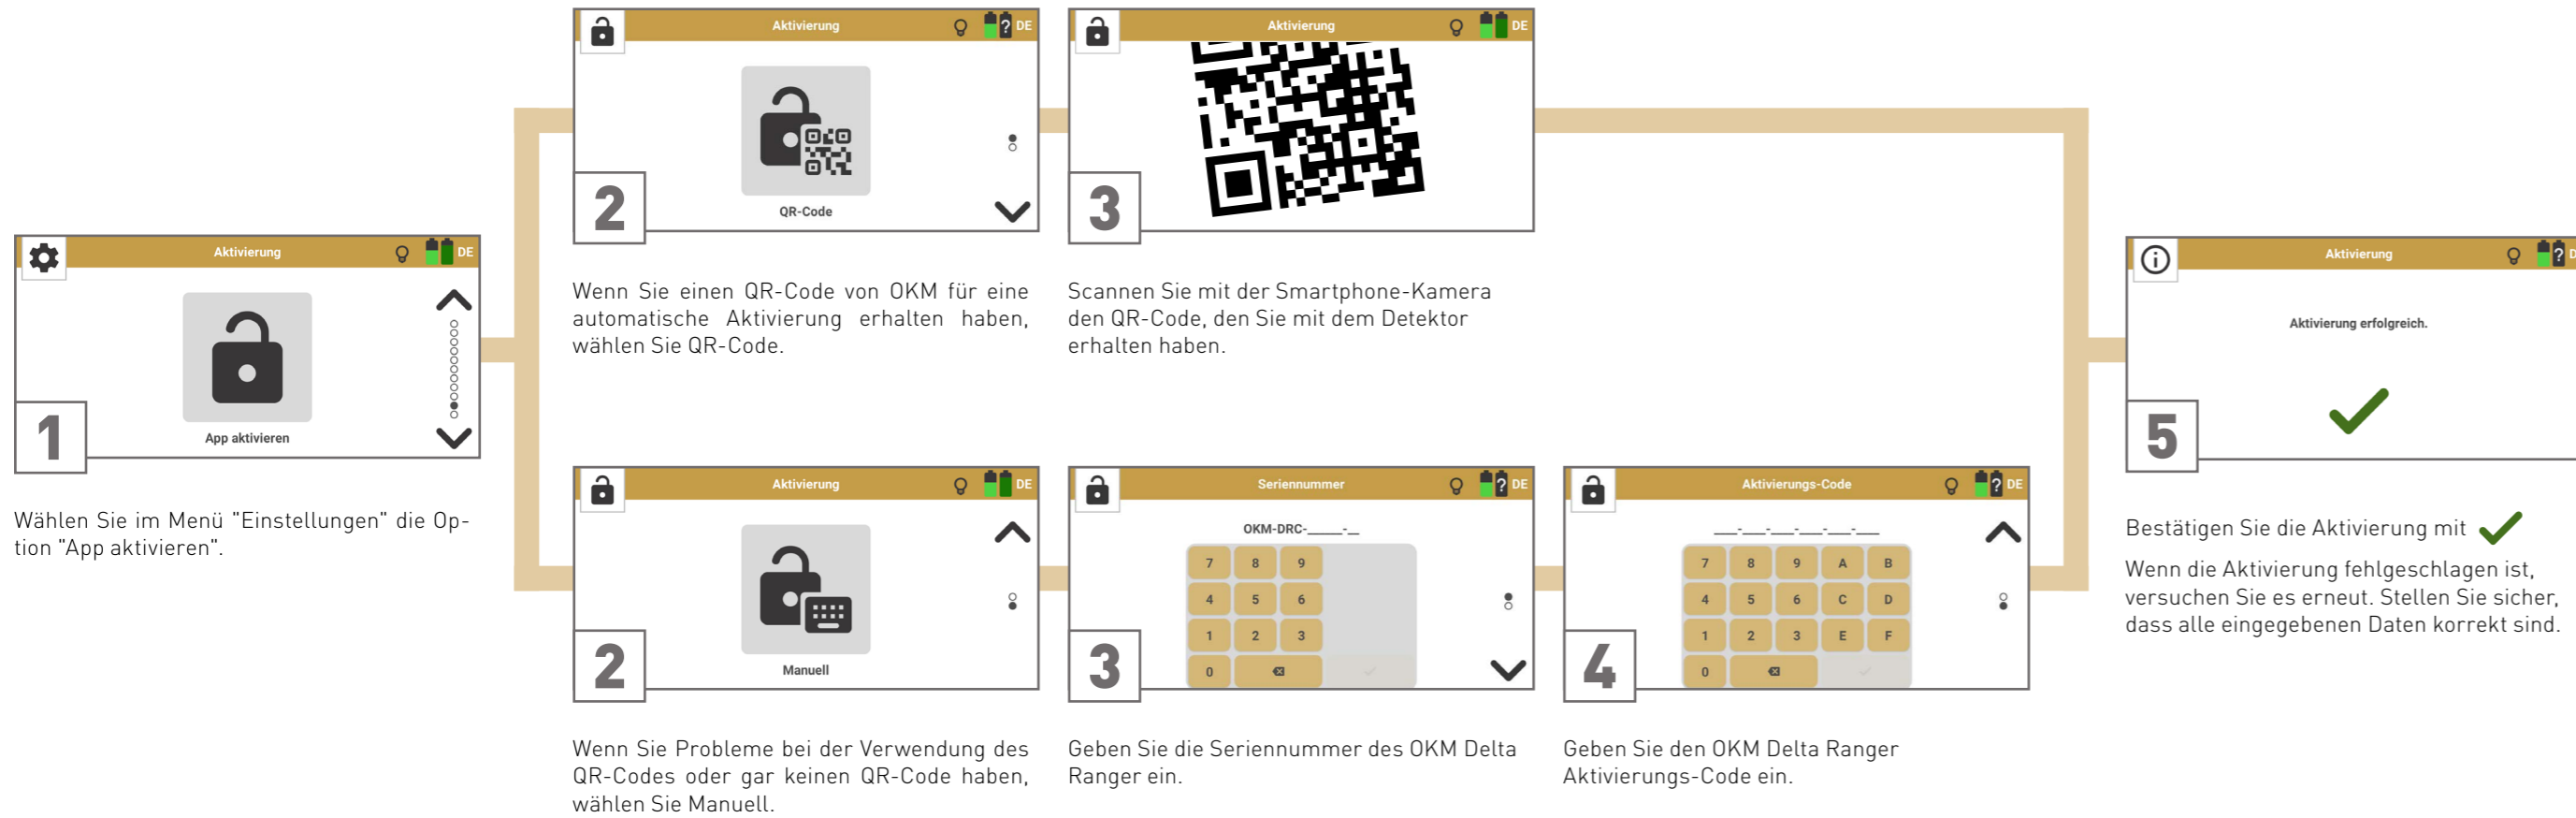 Aktivierung
DE
App aktivieren
1
Wählen Sie im Menü "Einstellungen" die Op-
tion "App aktivieren".
Aktivierung
? DE
QR-Code
2
Wenn Sie einen QR-Code von OKM für eine
automatische Aktivierung erhalten haben,
wählen Sie QR-Code.
Aktivierung
DE
3
Scannen Sie mit der Smartphone-Kamera
den QR-Code, den Sie mit dem Detektor
erhalten haben.
Aktivierung
DE
Manuell
2
Wenn Sie Probleme bei der Verwendung des
QR-Codes oder gar keinen QR-Code haben,
wählen Sie Manuell.
Seriennummer
? DE
OKM-DRC-_____-__
7 8 9
4 5 6
1 2 3
0
3
Geben Sie die Seriennummer des OKM Delta
Ranger ein.
Aktivierungs-Code
? DE
___-___-___-___-___-___
7 8 9 A B
4 5 6 C D
1 2 3 E F
0
4
Geben Sie den OKM Delta Ranger
Aktivierungs-Code ein.
Aktivierung
? D
Aktivierung erfolgreich.
5
Bestätigen Sie die Aktivierung mit
Wenn die Aktivierung fehlgeschlagen ist,
versuchen Sie es erneut. Stellen Sie sicher,
dass alle eingegebenen Daten korrekt sind.